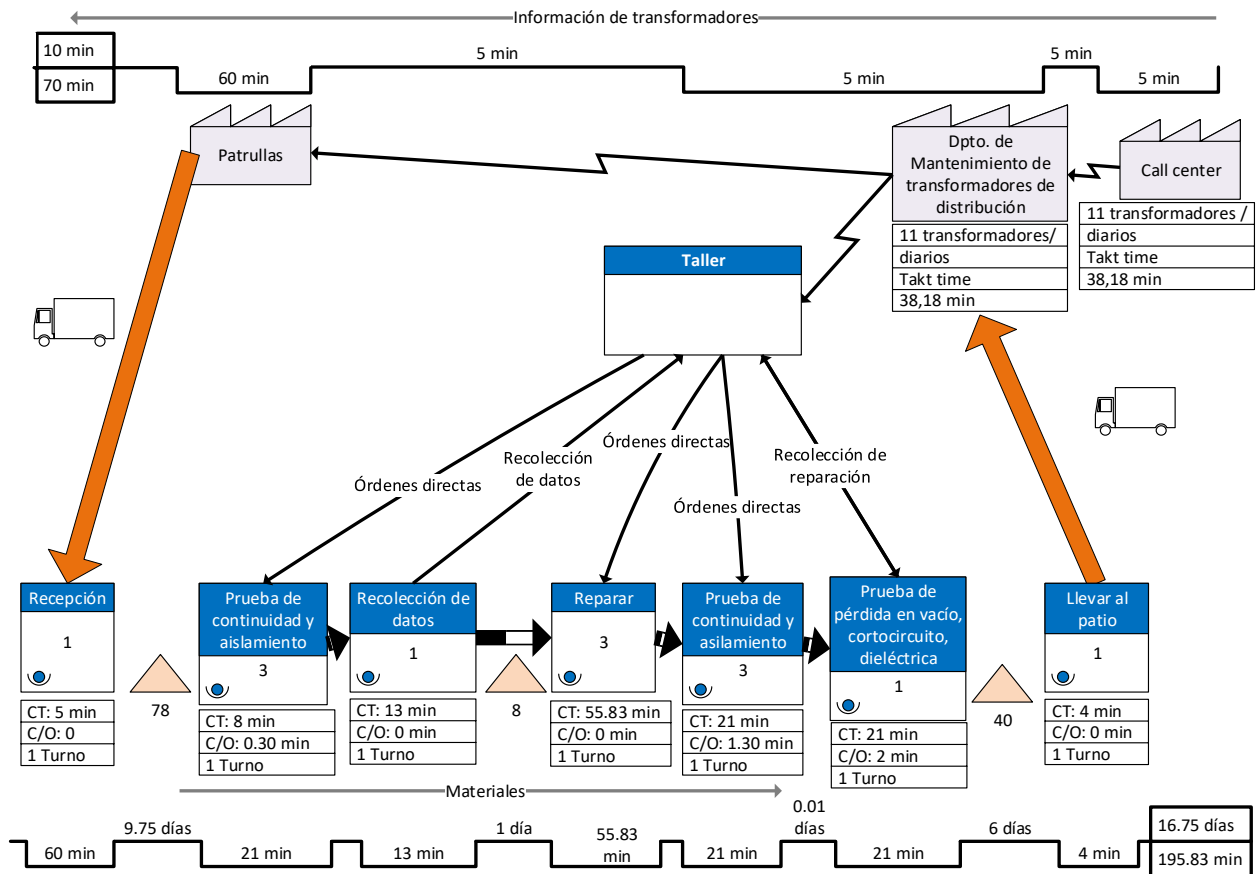 Información de transformadores
10 min
70 min
60 min
5 min
5 min
5 min
5 min
Patrullas
Dpto. de
Mantenimiento de
transformadores de
distribución
11 transformadores/
diarios
Takt time
38,18 min
Call center
11 transformadores /
diarios
Takt time
38,18 min
Taller
Órdenes directas
Recolección
de datos
Órdenes directas
Órdenes directas
Recolección de
reparación
Recepción
1
CT: 5 min
C/O: 0
1 Turno
78
Prueba de
continuidad y
aislamiento
3
CT: 8 min
C/O: 0.30 min
1 Turno
Recolección de
datos
1
CT: 13 min
C/O: 0 min
1 Turno
8
Reparar
3
CT: 55.83 min
C/O: 0 min
1 Turno
Prueba de
continuidad y
asilamiento
3
CT: 21 min
C/O: 1.30 min
1 Turno
Prueba de
pérdida en vacío,
cortocircuito,
dieléctrica
1
CT: 21 min
C/O: 2 min
1 Turno
40
Llevar al
patio
1
CT: 4 min
C/O: 0 min
1 Turno
Materiales
60 min
9.75 días
21 min
13 min
1 día
55.83
min
21 min
0.01
días
21 min
6 días
4 min
16.75 días
195.83 min